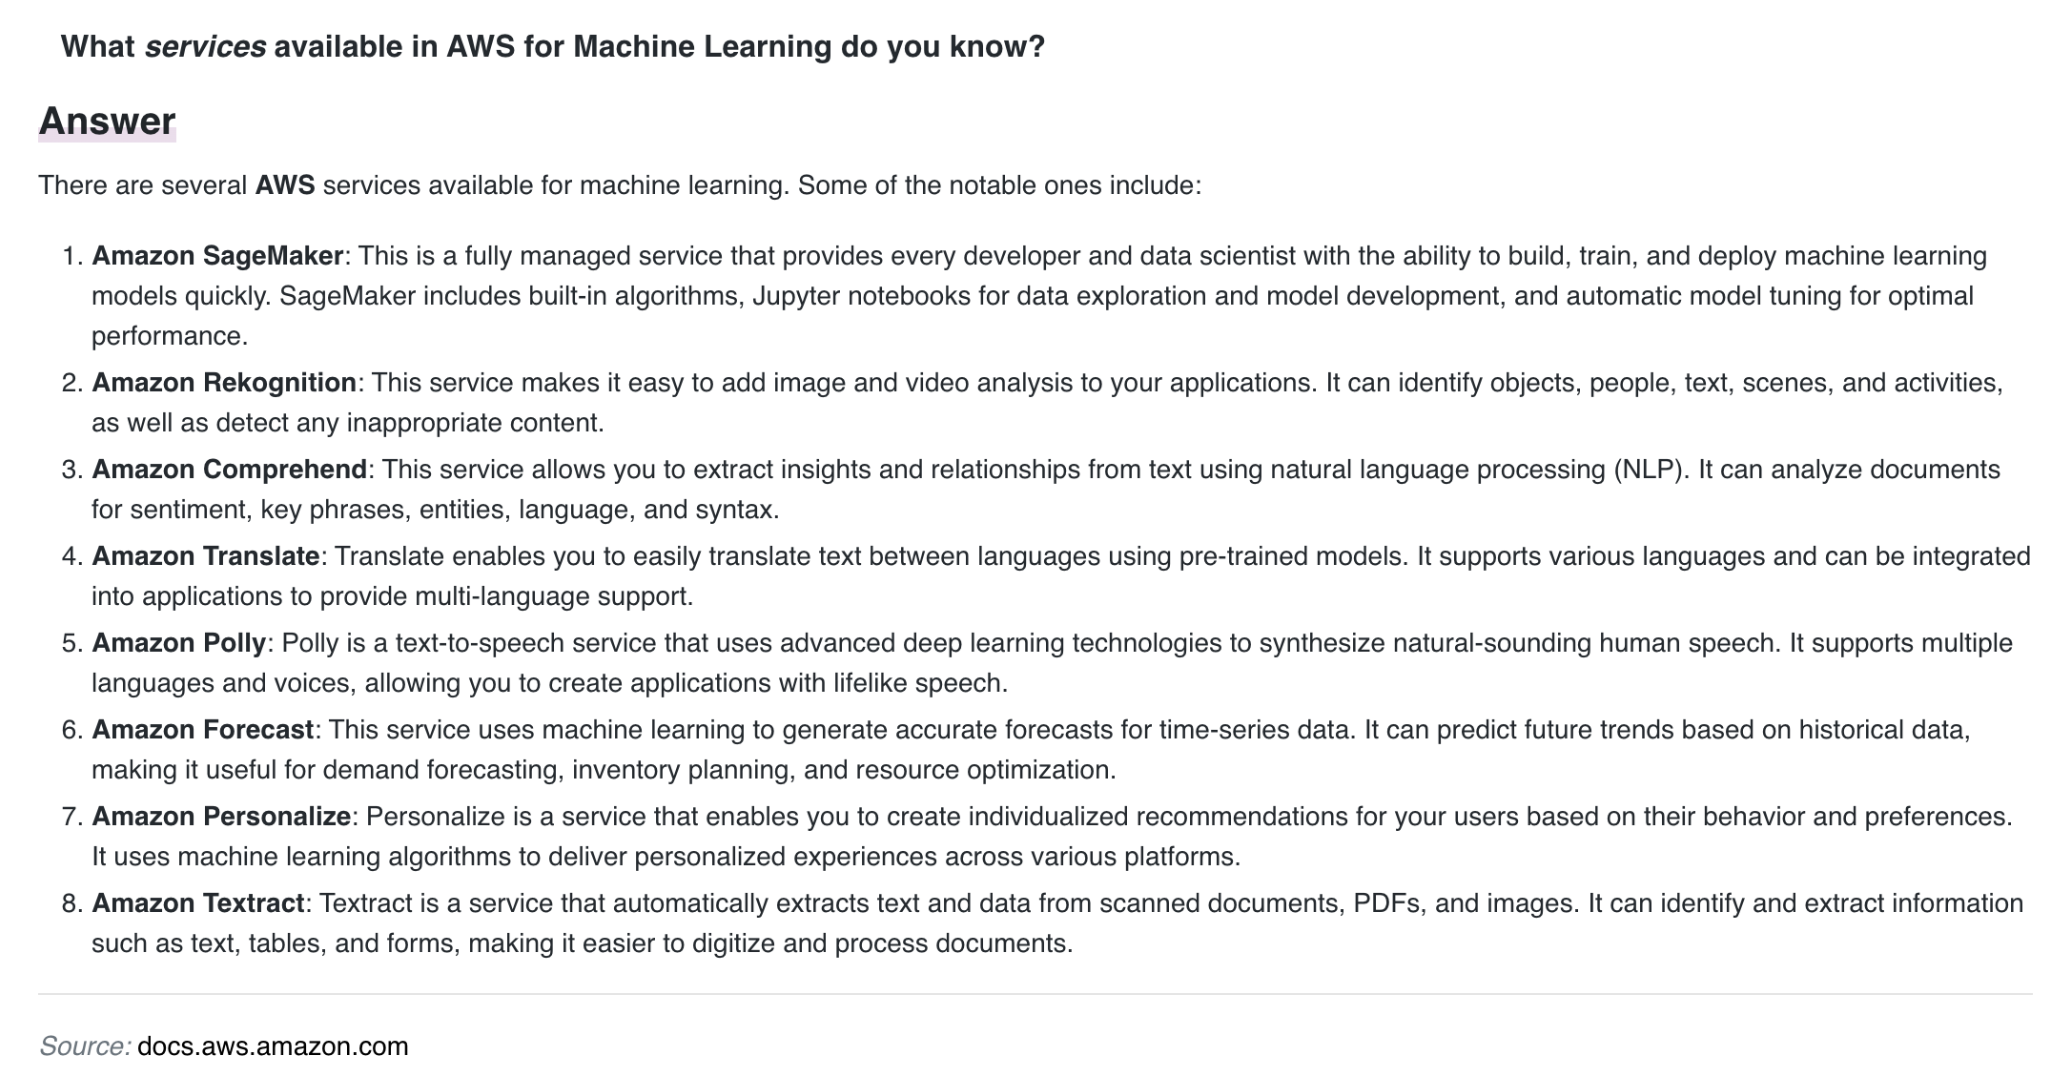 What services available in AWS for Machine Learning do you know?
Answer
There are several AWS services available for machine learning. Some of the notable ones include:
1. Amazon SageMaker: This is a fully managed service that provides every developer and data scientist with the ability to build, train, and deploy machine learning
models quickly. SageMaker includes built-in algorithms, Jupyter notebooks for data exploration and model development, and automatic model tuning for optimal
performance.
2. Amazon Rekognition: This service makes it easy to add image and video analysis to your applications. It can identify objects, people, text, scenes, and activities,
as well as detect any inappropriate content.
3. Amazon Comprehend: This service allows you to extract insights and relationships from text using natural language processing (NLP). It can analyze documents
for sentiment, key phrases, entities, language, and syntax.
4. Amazon Translate: Translate enables you to easily translate text between languages using pre-trained models. It supports various languages and can be integrated
into applications to provide multi-language support.
5. Amazon Polly: Polly is a text-to-speech service that uses advanced deep learning technologies to synthesize natural-sounding human speech. It supports multiple
languages and voices, allowing you to create applications with lifelike speech.
6. Amazon Forecast: This service uses machine learning to generate accurate forecasts for time-series data. It can predict future trends based on historical data,
making it useful for demand forecasting, inventory planning, and resource optimization.
7. Amazon Personalize: Personalize is a service that enables you to create individualized recommendations for your users based on their behavior and preferences.
It uses machine learning algorithms to deliver personalized experiences across various platforms.
8. Amazon Textract: Textract is a service that automatically extracts text and data from scanned documents, PDFs, and images. It can identify and extract information
such as text, tables, and forms, making it easier to digitize and process documents.
Source: docs.aws.amazon.com